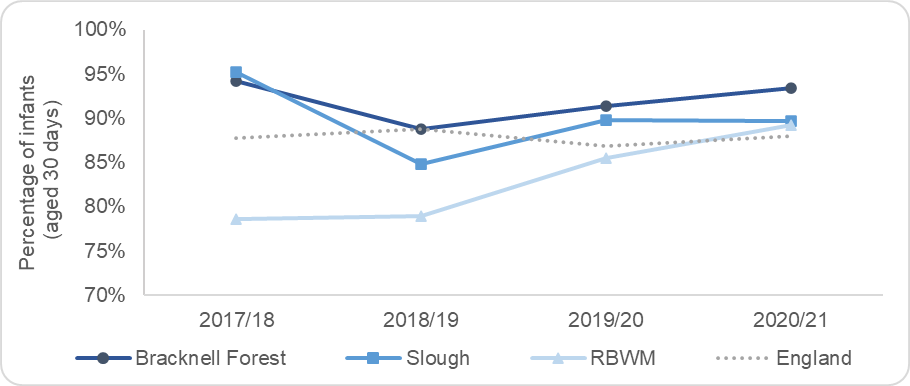 100%
95%
90%
85%
80%
75%
70%
Percentage of infants
(aged 30 days)
2017/18 2018/19 2019/20 2020/21
Bracknell Forest Slough RBWM England